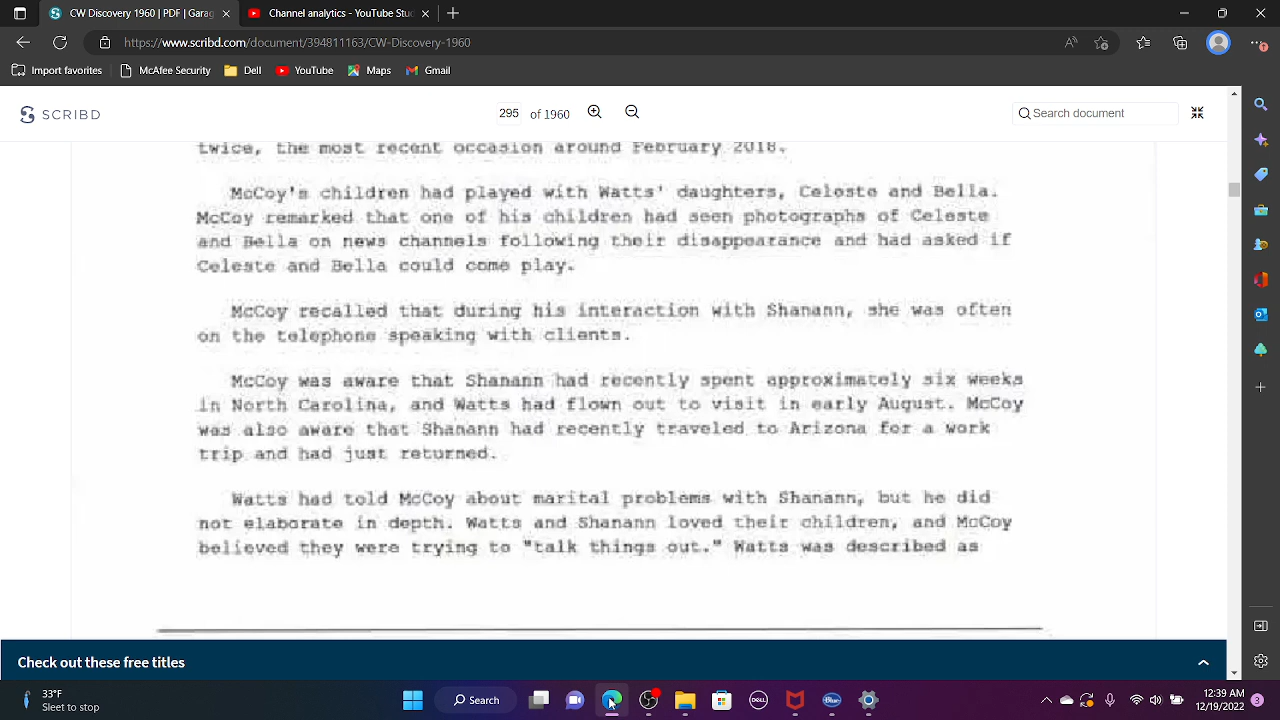 CW Discovery 1960 | PDf | Garag
Channel analytics - YouTube Stu
https://www.scribd.com/document/394811163/CW-Discovery-1960
Import favorites
McAfee Security
Dell
YouTube
Maps
Gmail
SCRIBD
295 of 1960
Search document
twice, the most recent occasion around February 2018.
McCoy's children had played with Watts' daughters, Celeste and Bella.
McCoy remarked that one of his children had seen photographs of Celeste
and Bella on news channels following their disappearance and had asked if
Celeste and Bella could come play.
McCoy recalled that during his interaction with Shanann, she was often
on the telephone speaking with clients.
McCoy was aware that Shanann had recently spent approximately six weeks
in North Carolina, and Watts had flown out to visit in early August. McCoy
was also aware that Shanann had recently traveled to Arizona for a work
trip and had just returned.
Watts had told McCoy about marital problems with Shanann, but he did
not elaborate in depth. Watts and Shanann loved their children, and McCoy
believed they were trying to "talk things out." Watts was described as
Check out these free titles
33°F
Sleet to stop
Search
DELL
Blue
12:39 AM
12/19/2022
3